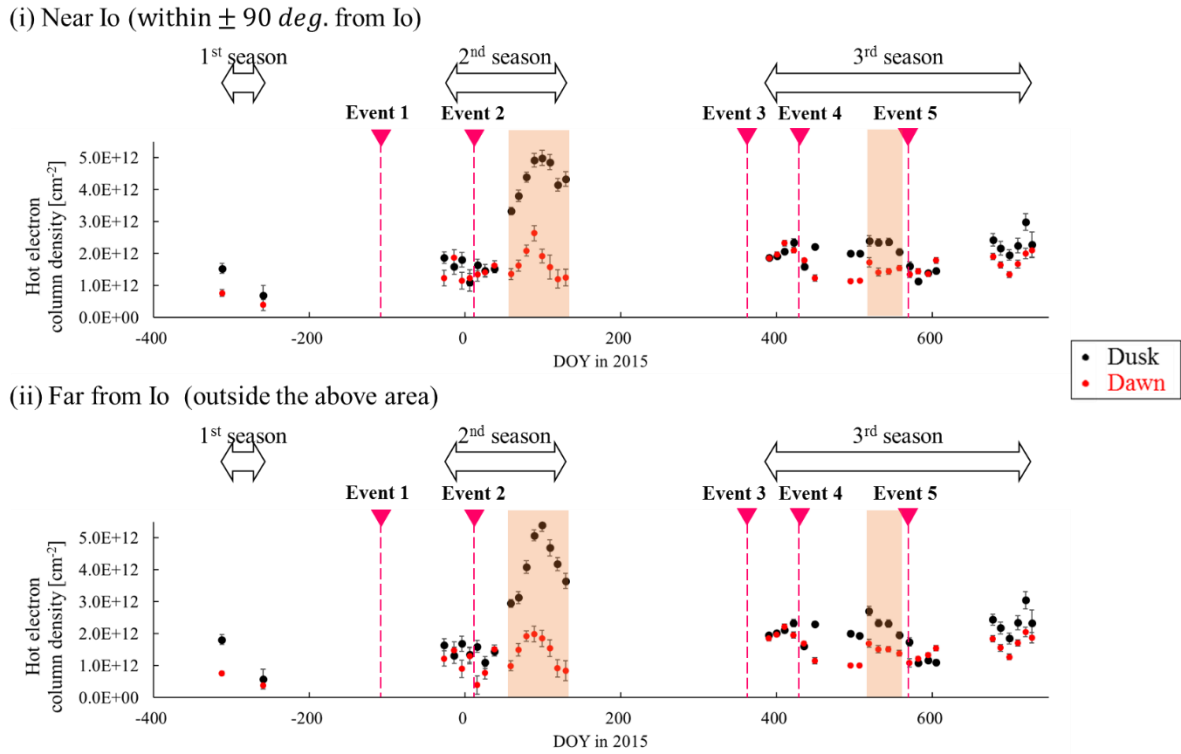 (i) Near Io (within ± 90 deg. from Io)
1st season
2nd season
3rd season
Event 1
Event 2
Event 3
Event 4
Event 5
Hot electron
column density [cm-2]
5.0E+12
4.0E+12
3.0E+12
2.0E+12
1.0E+12
0.0E+00
-400
-200
0
200
400
600
DOY in 2015
Dusk
Dawn
(ii) Far from Io (outside the above area)
1st season
2nd season
3rd season
Event 1
Event 2
Event 3
Event 4
Event 5
Hot electron
column density [cm-2]
5.0E+12
4.0E+12
3.0E+12
2.0E+12
1.0E+12
0.0E+00
-400
-200
0
200
400
600
DOY in 2015